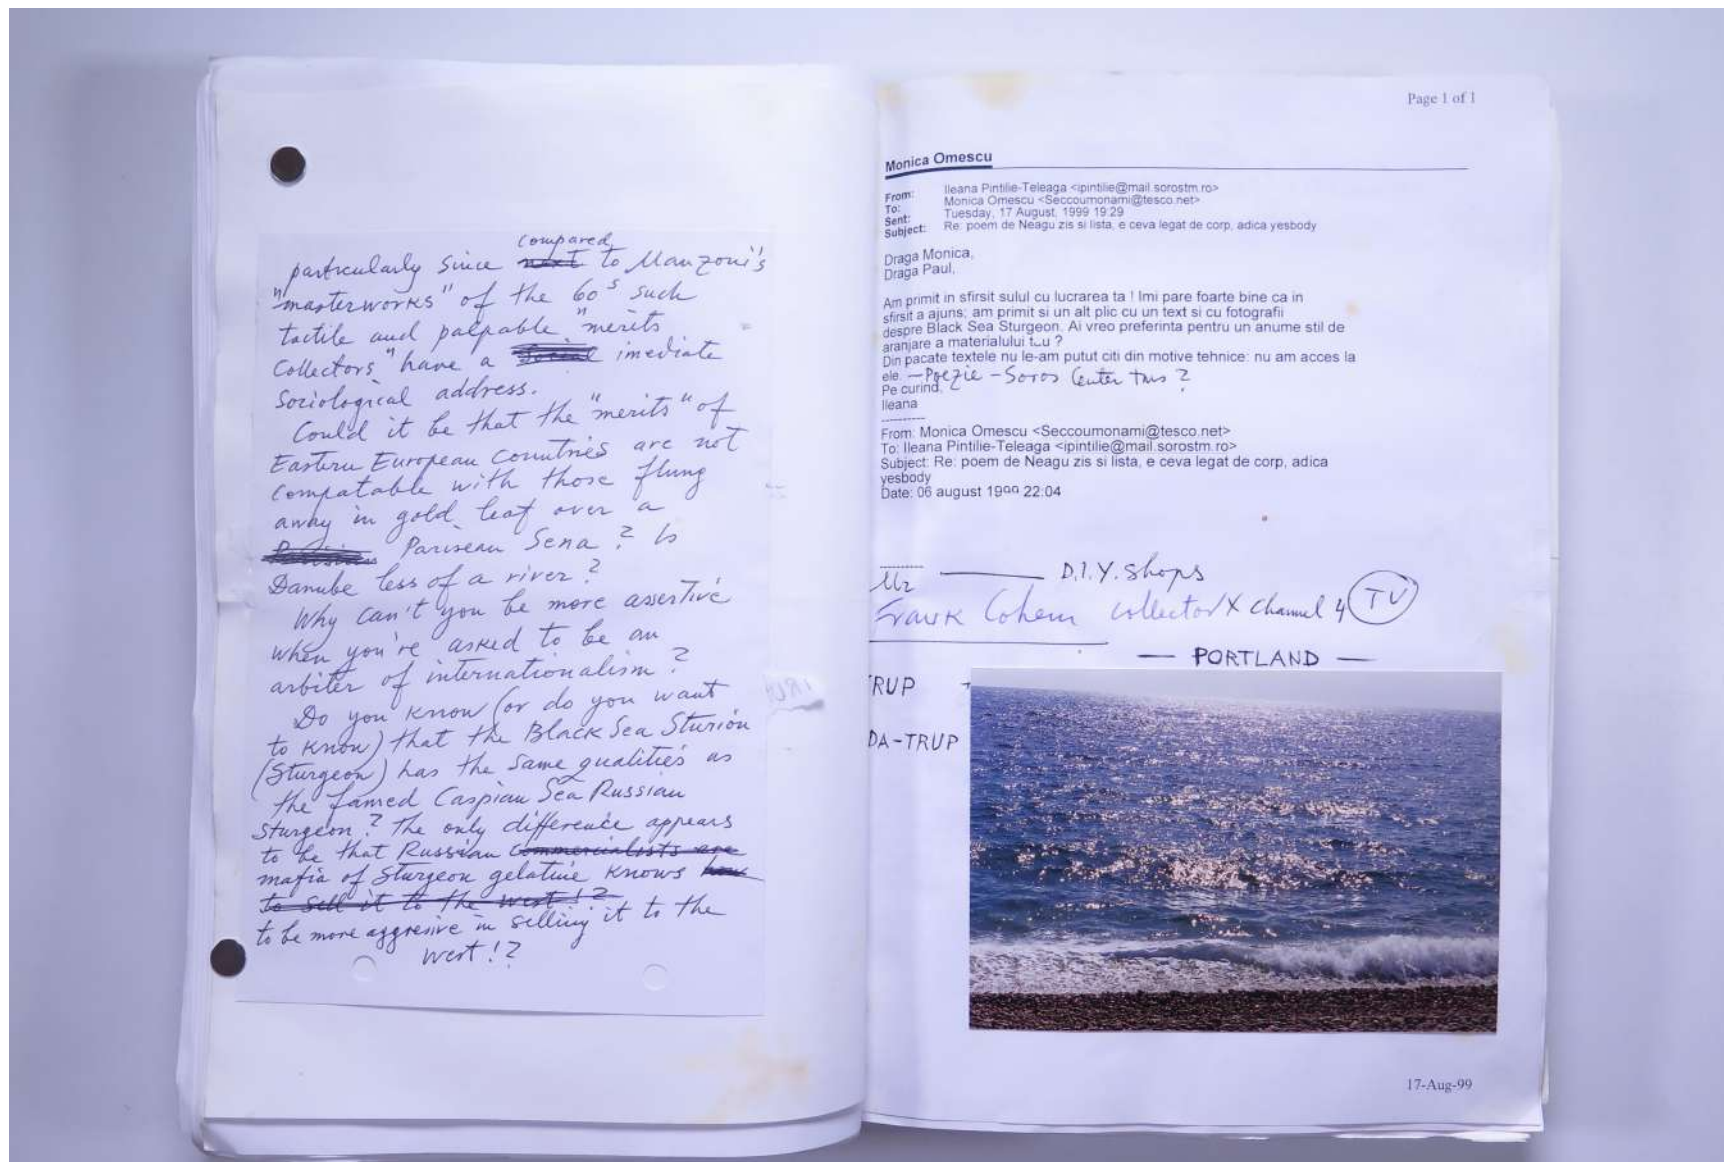 compared
particularly since next to Manzoni's
"masterworks" of the 60s such
tactile and palpable "merits
collectors" have a social imediate
Sociological address.
Could it be that the "merits" of
Eastern European countries are not
compatable with those flung
away in gold leaf over a
Pariseau Sena? Is
Danube less of a river?
Why can't you be more assertive
when you're asked to be an
arbiter of internationalism?
Do you know (or do you want
to know) that the Black Sea Sturion
(Sturgeon) has the same qualities as
the famed Caspian Sea Russian
Sturgeon? The only difference appears
to be that Russian commercialists are
mafia of Sturgeon gelatine knows how
to sell it to the west!?
to be more aggresive in selling it to the
west!?
Page 1 of 1
Monica Omescu
From: Ileana Pintilie-Teleaga <ipintilie@mail.sorostm.ro>
To: Monica Omescu <Seccoumonami@tesco.net>
Sent: Tuesday, 17 August, 1999 19:29
Subject: Re: poem de Neagu zis si lista, e ceva legat de corp, adica yesbody
Draga Monica,
Draga Paul,
Am primit in sfirsit sulul cu lucrarea ta ! Imi pare foarte bine ca in
sfirsit a ajuns; am primit si un alt plic cu un text si cu fotografii
despre Black Sea Sturgeon. Ai vreo preferinta pentru un anume stil de
aranjare a materialului tau ?
Din pacate textele nu le-am putut citi din motive tehnice: nu am acces la
ele. - Poezie - Soros Center ?
Pe curind,
Ileana
----------
From: Monica Omescu <Seccoumonami@tesco.net>
To: Ileana Pintilie-Teleaga <ipintilie@mail.sorostm.ro>
Subject: Re: poem de Neagu zis si lista, e ceva legat de corp, adica
yesbody
Date: 06 august 1999 22:04
----------
Mr — D.I.Y. Shops
Frank Cohen collector X Channel 4 TV
— PORTLAND —
TRUP
DA-TRUP
17-Aug-99